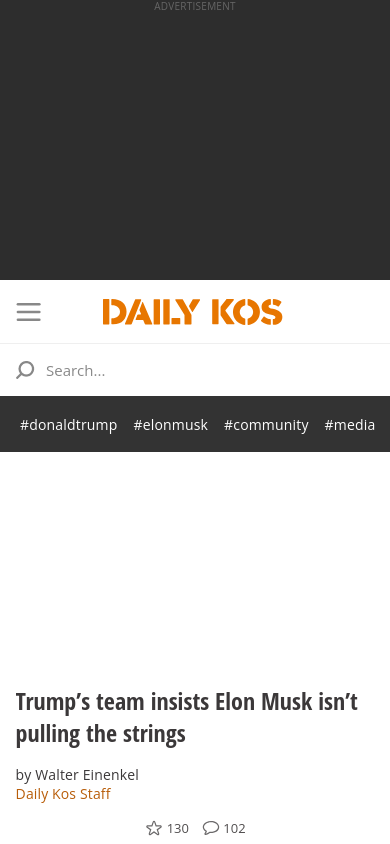 ADVERTISEMENT
DAILY KOS
Search...
#donaldtrump #elonmusk #community #media
Trump’s team insists Elon Musk isn’t
pulling the strings
by Walter Einenkel
Daily Kos Staff
130 102